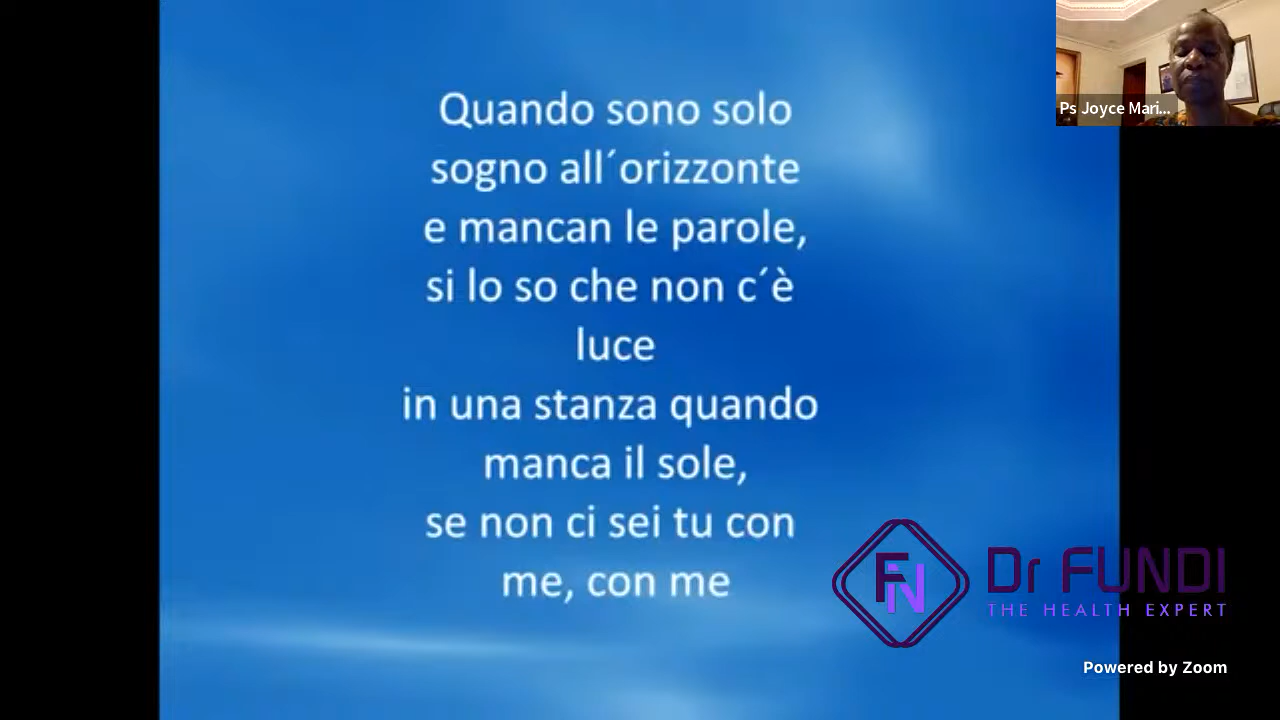 Quando sono solo
sogno all´orizzonte
e mancan le parole,
si lo so che non c´è
luce
in una stanza quando
manca il sole,
se non ci sei tu con
me, con me
Ps Joyce Mari...
FN
Dr FUNDI
THE HEALTH EXPERT
Powered by Zoom